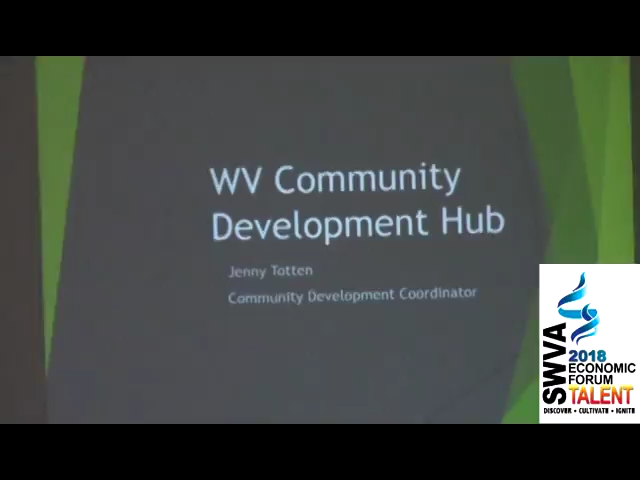 WV Community
Development Hub
Jenny Totten
Community Development Coordinator
SWVA
2018
ECONOMIC
FORUM
TALENT
DISCOVER • CULTIVATE • IGNITE